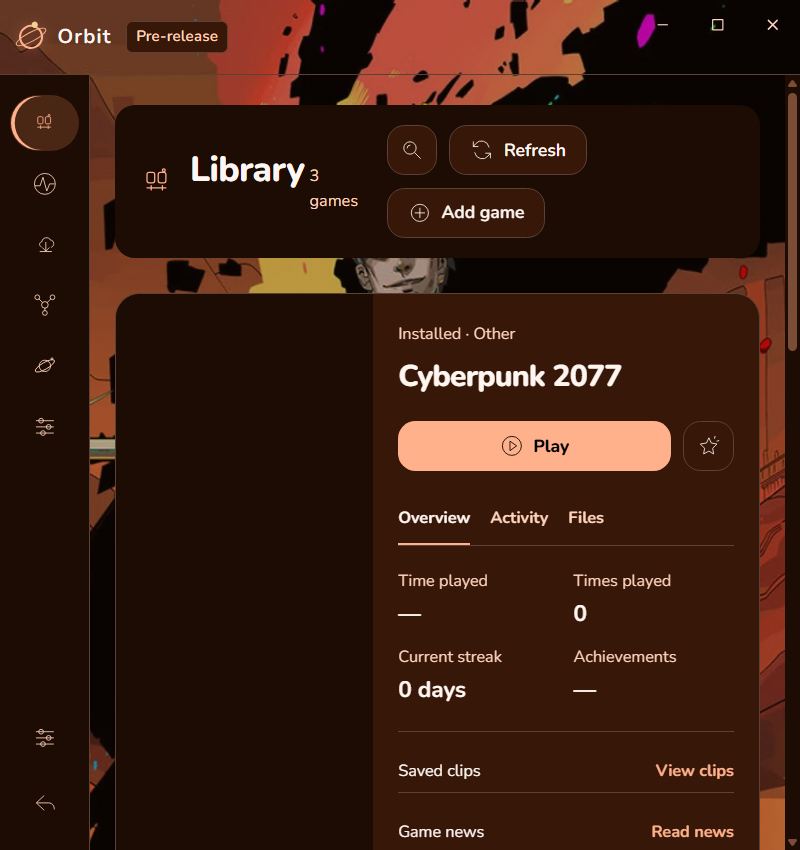 Orbit Pre-release
Library 3 games
Refresh
Add game
Installed · Other
Cyberpunk 2077
Play
Overview Activity Files
Time played Times played
— 0
Current streak Achievements
0 days —
Saved clips View clips
Game news Read news